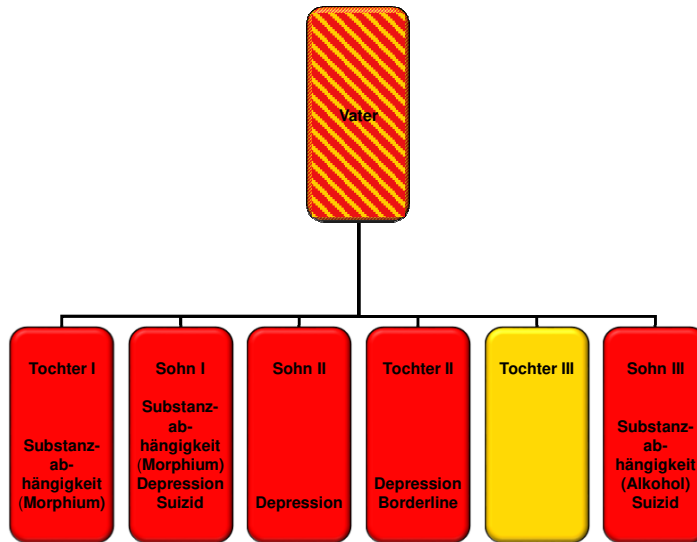 Vater
Tochter I
Substanz-
ab-
hängigkeit
(Morphium)
Sohn I
Substanz-
ab-
hängigkeit
(Morphium)
Depression
Suizid
Sohn II
Depression
Tochter II
Depression
Borderline
Tochter III
Sohn III
Substanz-
ab-
hängigkeit
(Alkohol)
Suizid